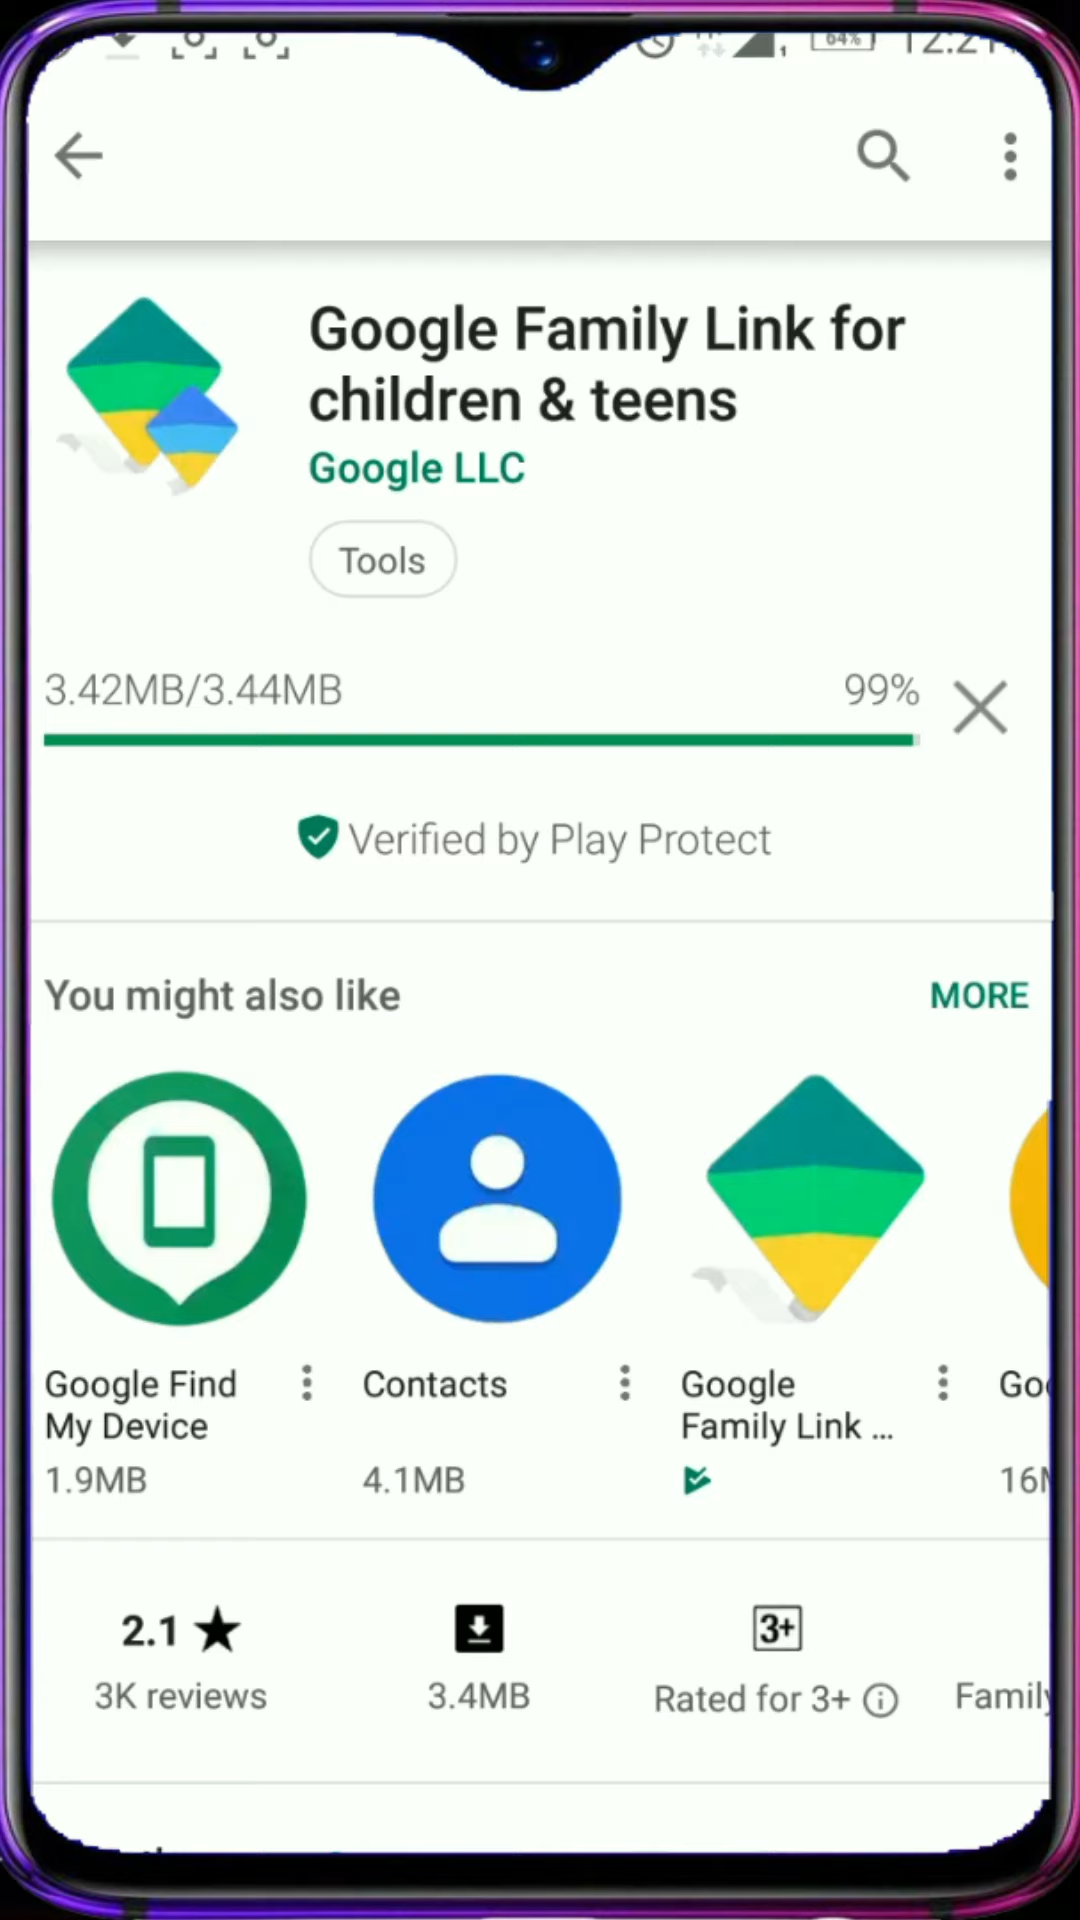 64%
Google Family Link for
children & teens
Google LLC
Tools
3.42MB/3.44MB 99%
Verified by Play Protect
You might also like MORE
Google Find
My Device
1.9MB
Contacts
4.1MB
Google
Family Link ...
3+
2.1 ★
3K reviews
3.4MB
Rated for 3+
Family